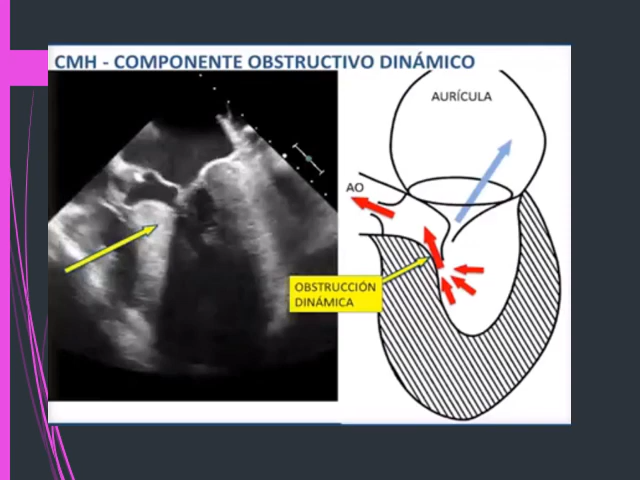 CMH - COMPONENTE OBSTRUCTIVO DINÁMICO
AURÍCULA
AO
OBSTRUCCIÓN
DINÁMICA